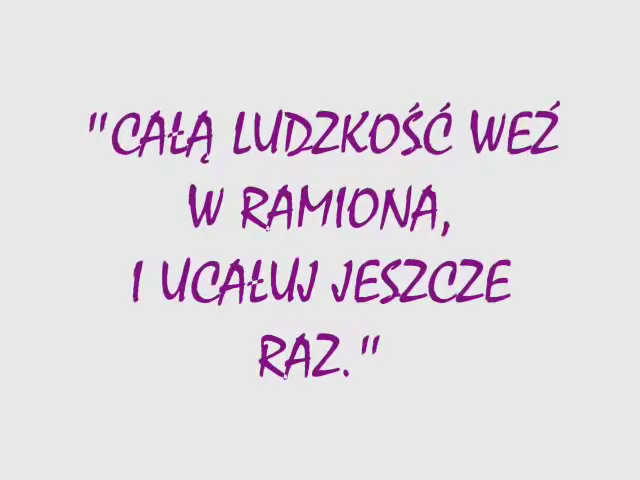 "CAŁĄ LUDZKOŚĆ WEŹ
W RAMIONA,
I UCAŁUJ JESZCZE
RAZ."